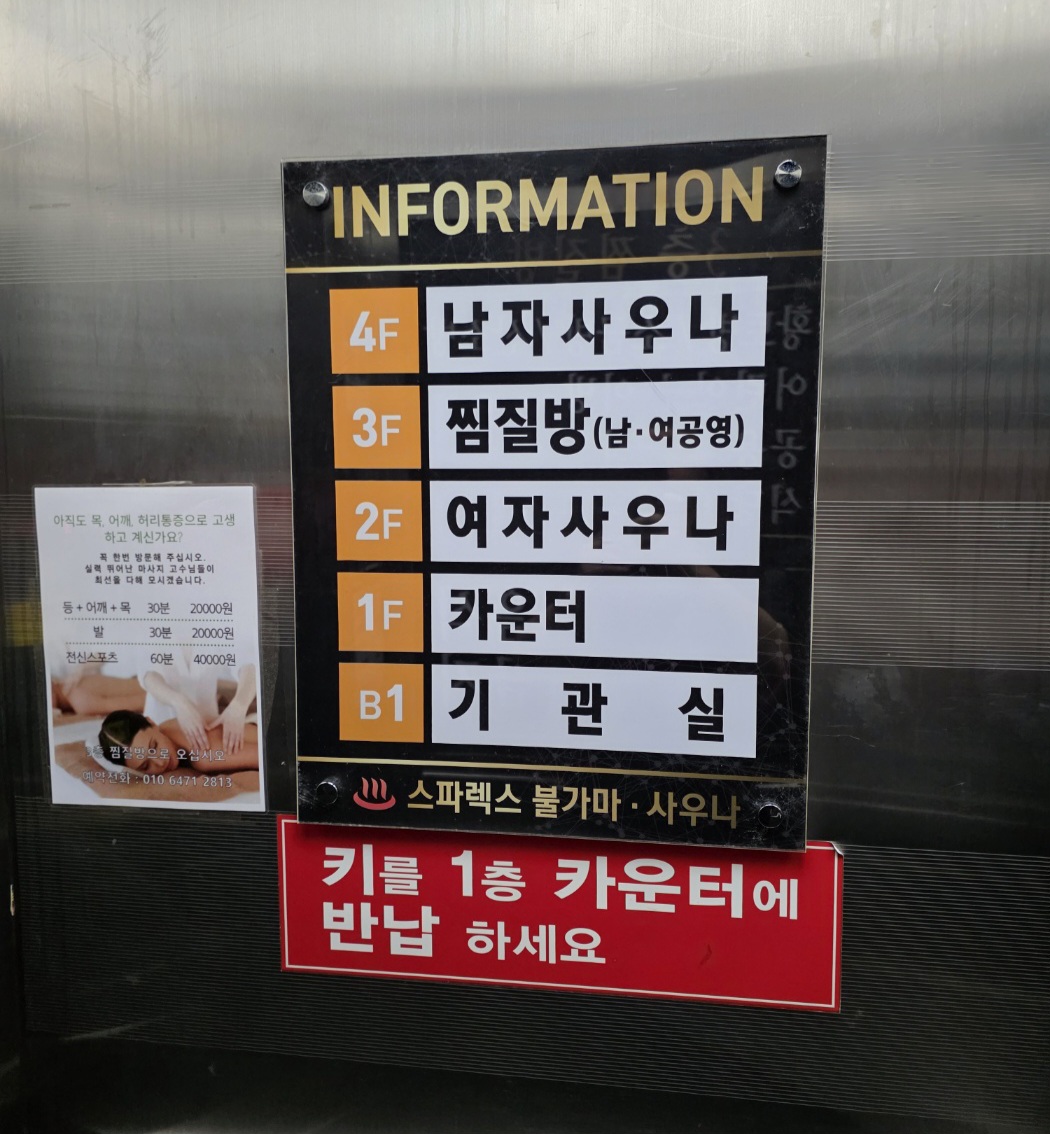 INFORMATION
4F 남자사우나
3F 찜질방(남·여공영)
2F 여자사우나
1F 카운터
B1 기관실
스파렉스 불가마·사우나
키를 1층 카운터에
반납 하세요
아직도 목, 어깨, 허리통증으로 고생
하고 계신가요?
꼭 한번 방문해 주십시오.
실력 뛰어난 마사지 고수님들이
최선을 다해 모시겠습니다.
등+어깨+목 30분 20000원
발 30분 20000원
전신스포츠 60분 40000원
찜질방으로 오십시오
예약전화 : 010 6471 2813